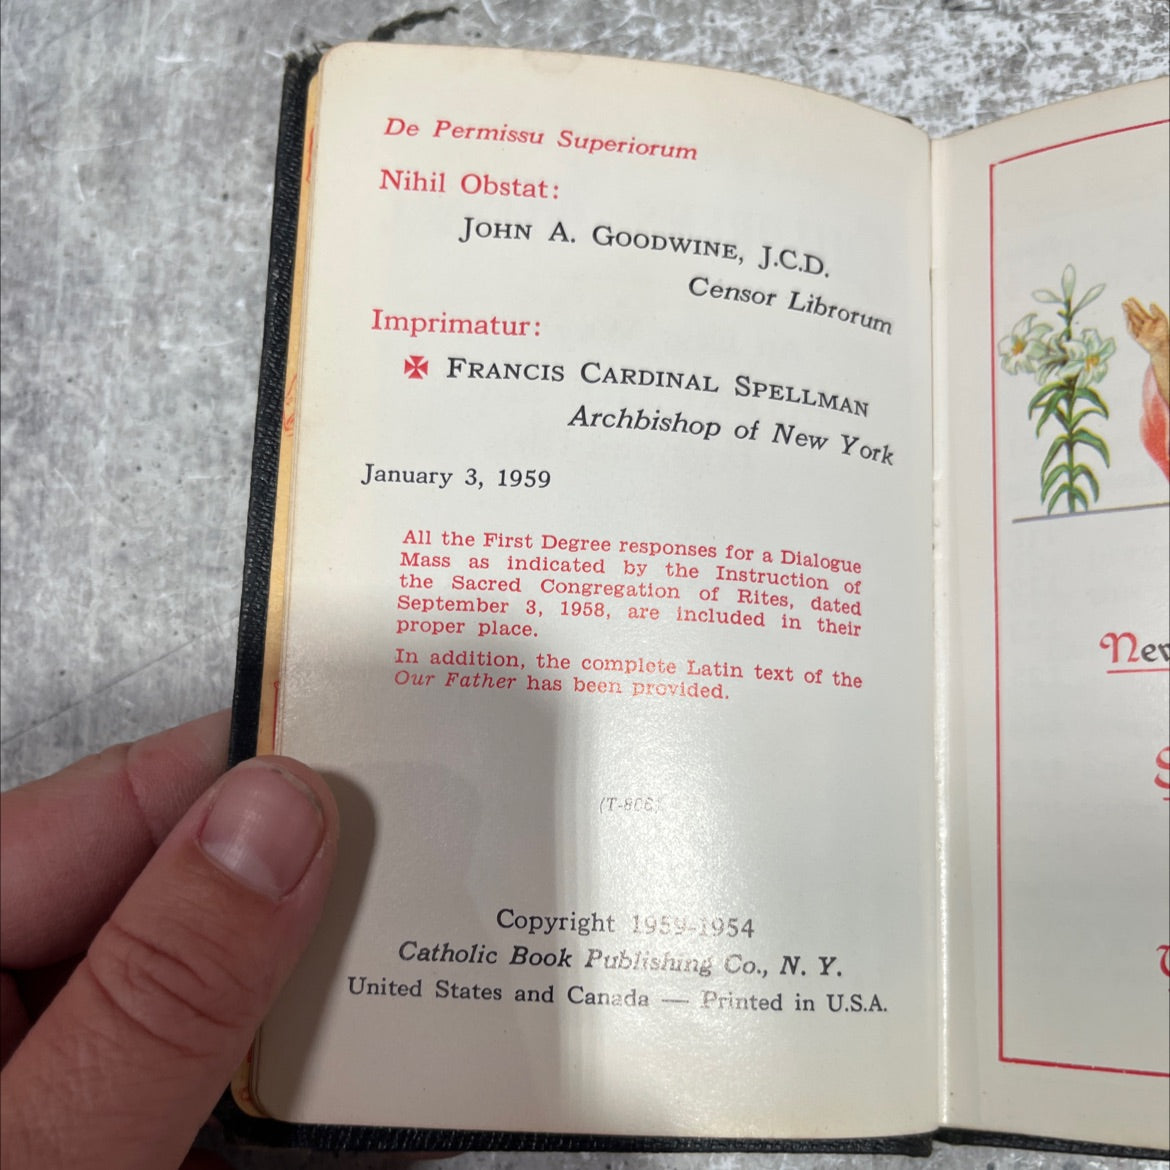 De Permissu Superiorum
Nihil Obstat:
JOHN A. GOODWINE, J.C.D.
Censor Librorum
Imprimatur:
✠ FRANCIS CARDINAL SPELLMAN
Archbishop of New York
January 3, 1959
All the First Degree responses for a Dialogue
Mass as indicated by the Instruction of
the Sacred Congregation of Rites, dated
September 3, 1958, are included in their
proper place.
In addition, the complete Latin text of the
Our Father has been provided.
Copyright 1959-1954
Catholic Book Publishing Co., N. Y.
United States and Canada — Printed in U.S.A.